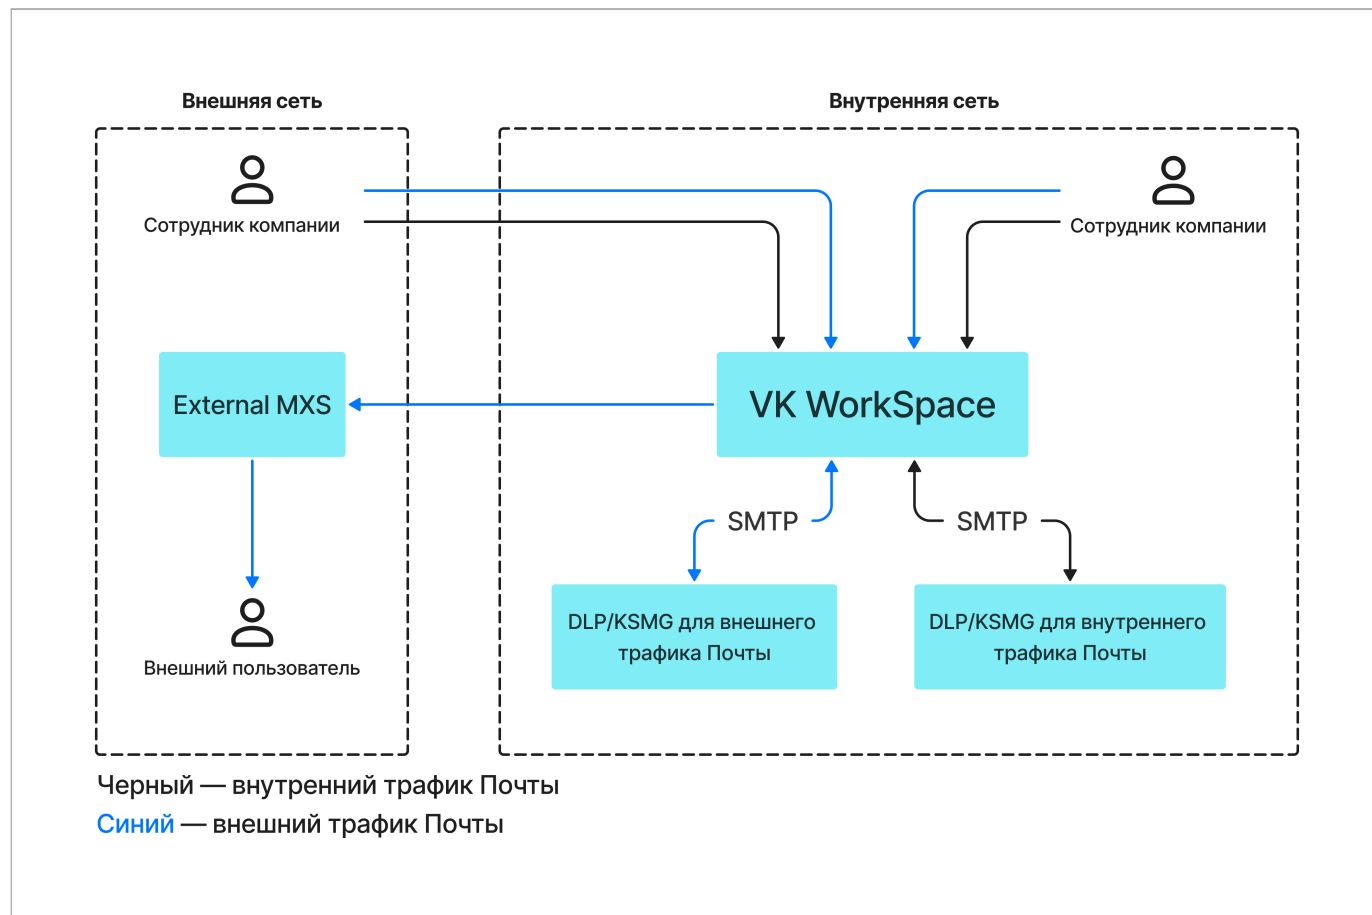 Внешняя сеть
Внутренняя сеть
Сотрудник компании
Сотрудник компании
External MXS
VK WorkSpace
SMTP
SMTP
DLP/KSMG для внешнего
трафика Почты
DLP/KSMG для внутреннего
трафика Почты
Внешний пользователь
Черный — внутренний трафик Почты
Синий — внешний трафик Почты